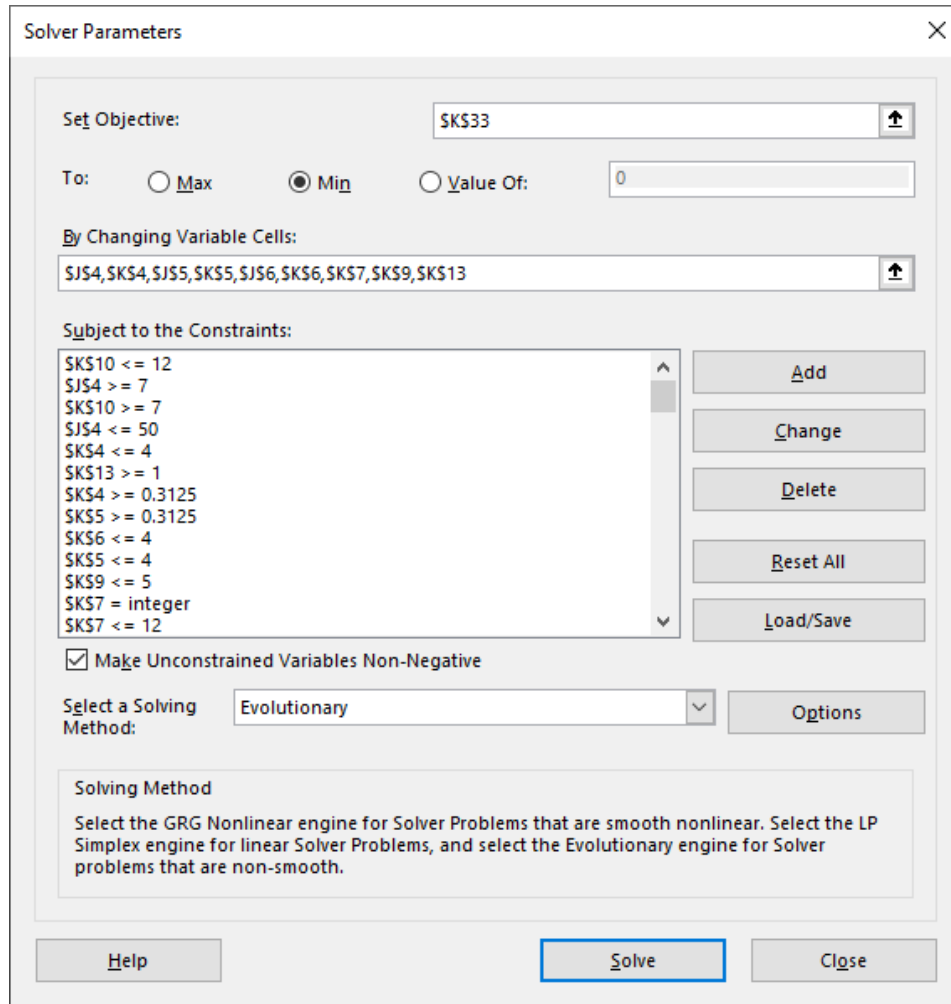 Solver Parameters
Set Objective:
$K$33
To:
Max
Min
Value Of:
0
By Changing Variable Cells:
$J$4,$K$4,$J$5,$K$5,$J$6,$K$6,$K$7,$K$9,$K$13
Subject to the Constraints:
$K$10 <= 12
$J$4 >= 7
$K$10 >= 7
$J$4 <= 50
$K$4 <= 4
$K$13 >= 1
$K$4 >= 0.3125
$K$5 >= 0.3125
$K$6 <= 4
$K$5 <= 4
$K$9 <= 5
$K$7 = integer
$K$7 <= 12
Add
Change
Delete
Reset All
Load/Save
Make Unconstrained Variables Non-Negative
Select a Solving
Method:
Evolutionary
Options
Solving Method
Select the GRG Nonlinear engine for Solver Problems that are smooth nonlinear. Select the LP
Simplex engine for linear Solver Problems, and select the Evolutionary engine for Solver
problems that are non-smooth.
Help
Solve
Close